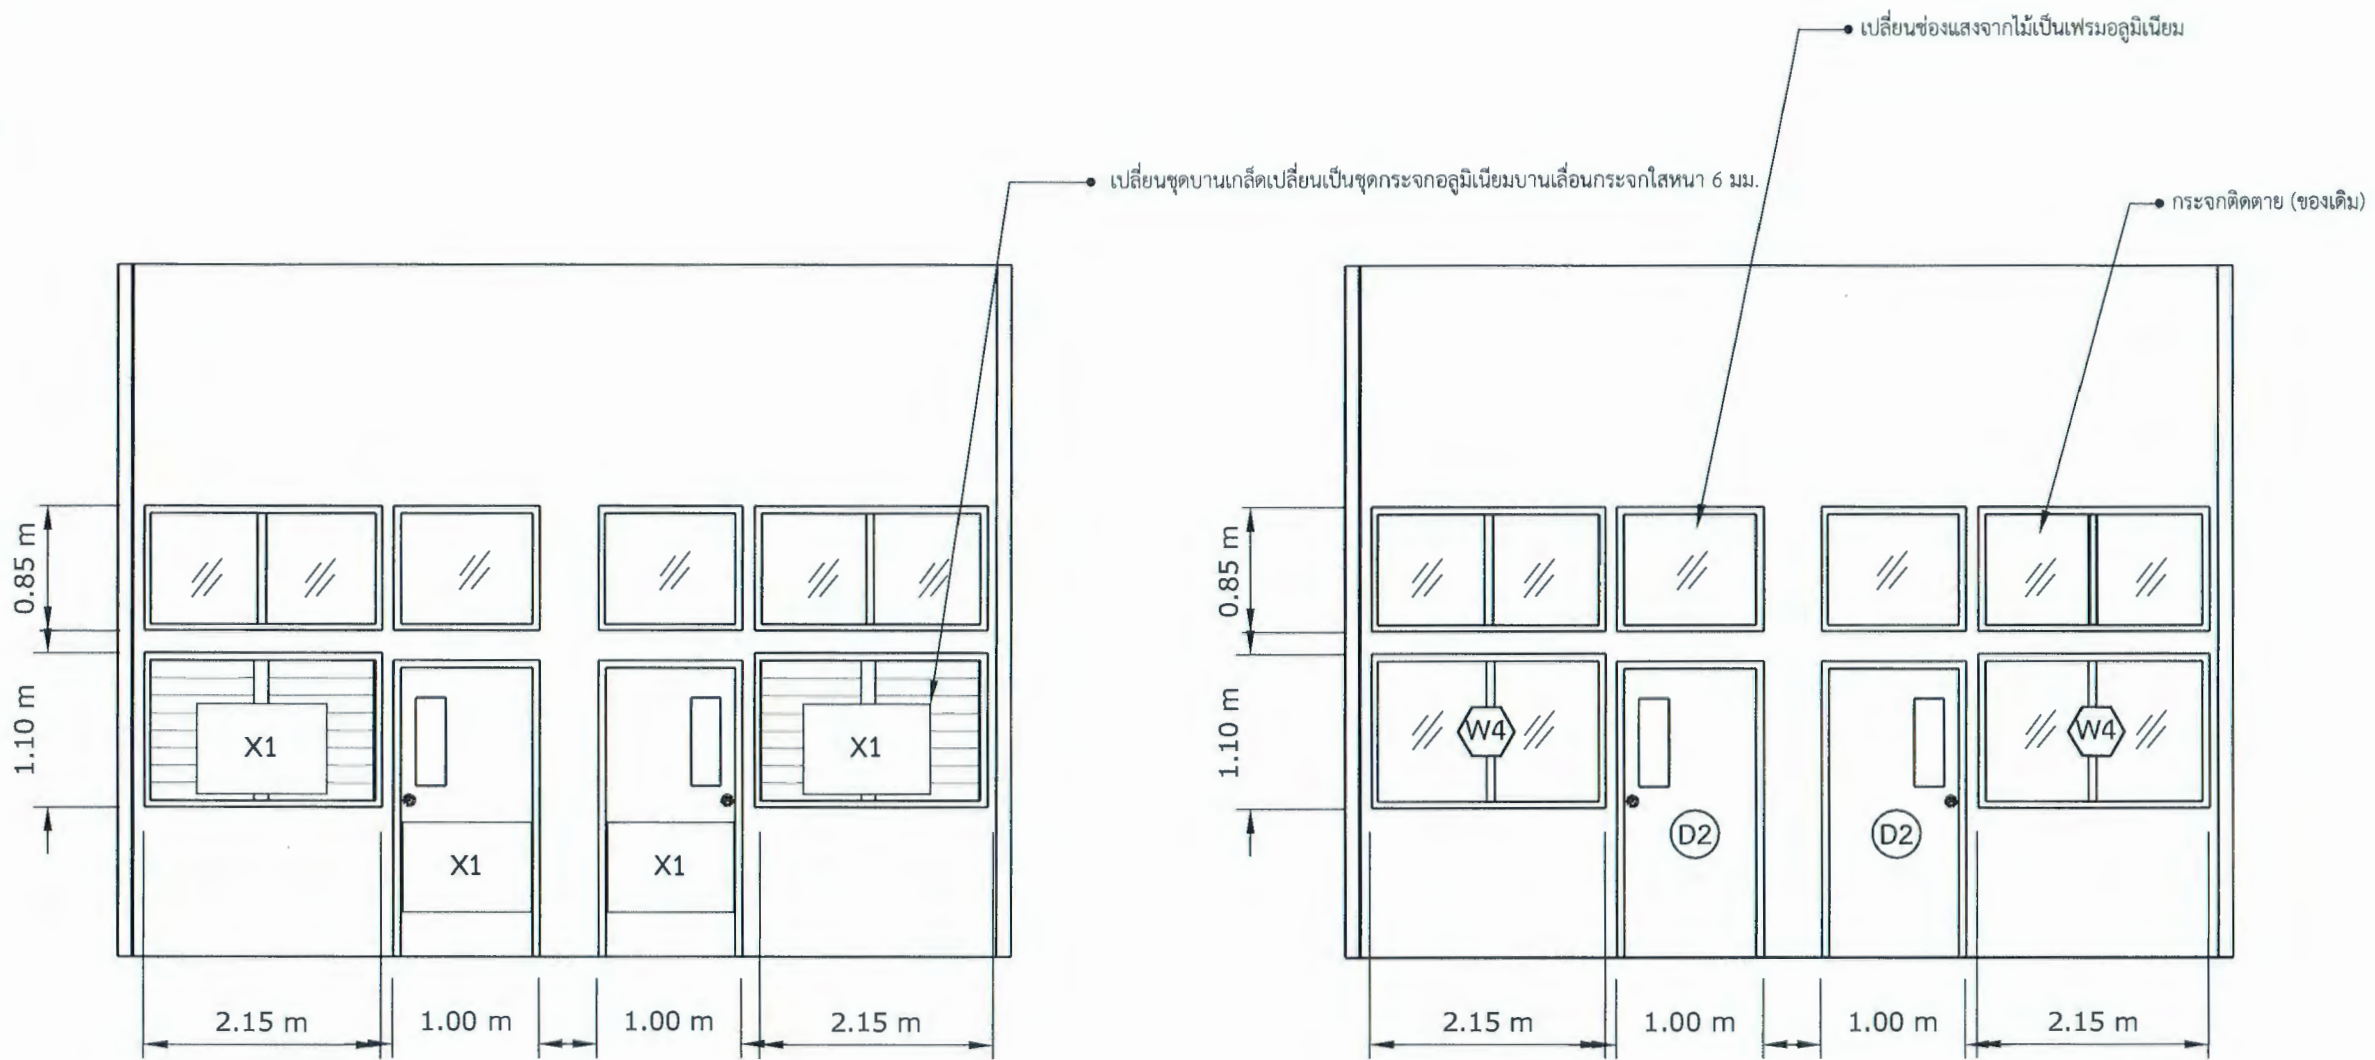 เปลี่ยนช่องแสงจากไม้เป็นเฟรมอลูมิเนียม
เปลี่ยนชุดบานเกล็ดเปลี่ยนเป็นชุดกระจกอลูมิเนียมบานเลื่อนกระจกใสหนา 6 มม.
กระจกติดตาย (ของเดิม)
0.85 m
0.85 m
1.10 m
X1
X1
1.10 m
W4
W4
X1
X1
D2
D2
2.15 m
1.00 m
1.00 m
2.15 m
2.15 m
1.00 m
1.00 m
2.15 m